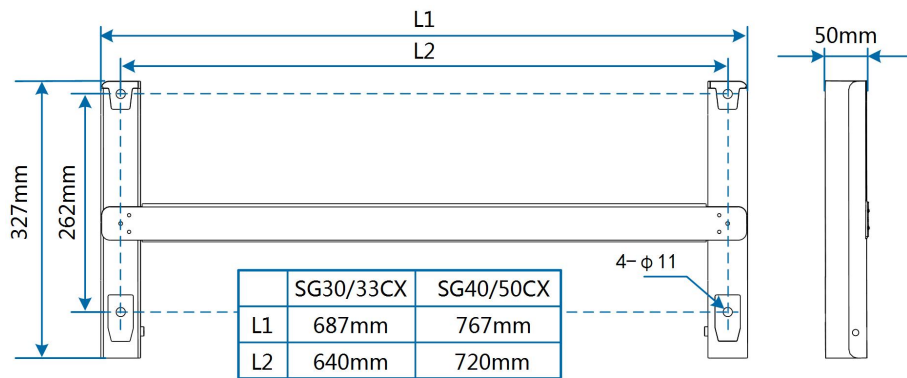 L1
50mm
L2
327mm
262mm
4-φ11
SG30/33CX SG40/50CX
L1 687mm 767mm
L2 640mm 720mm